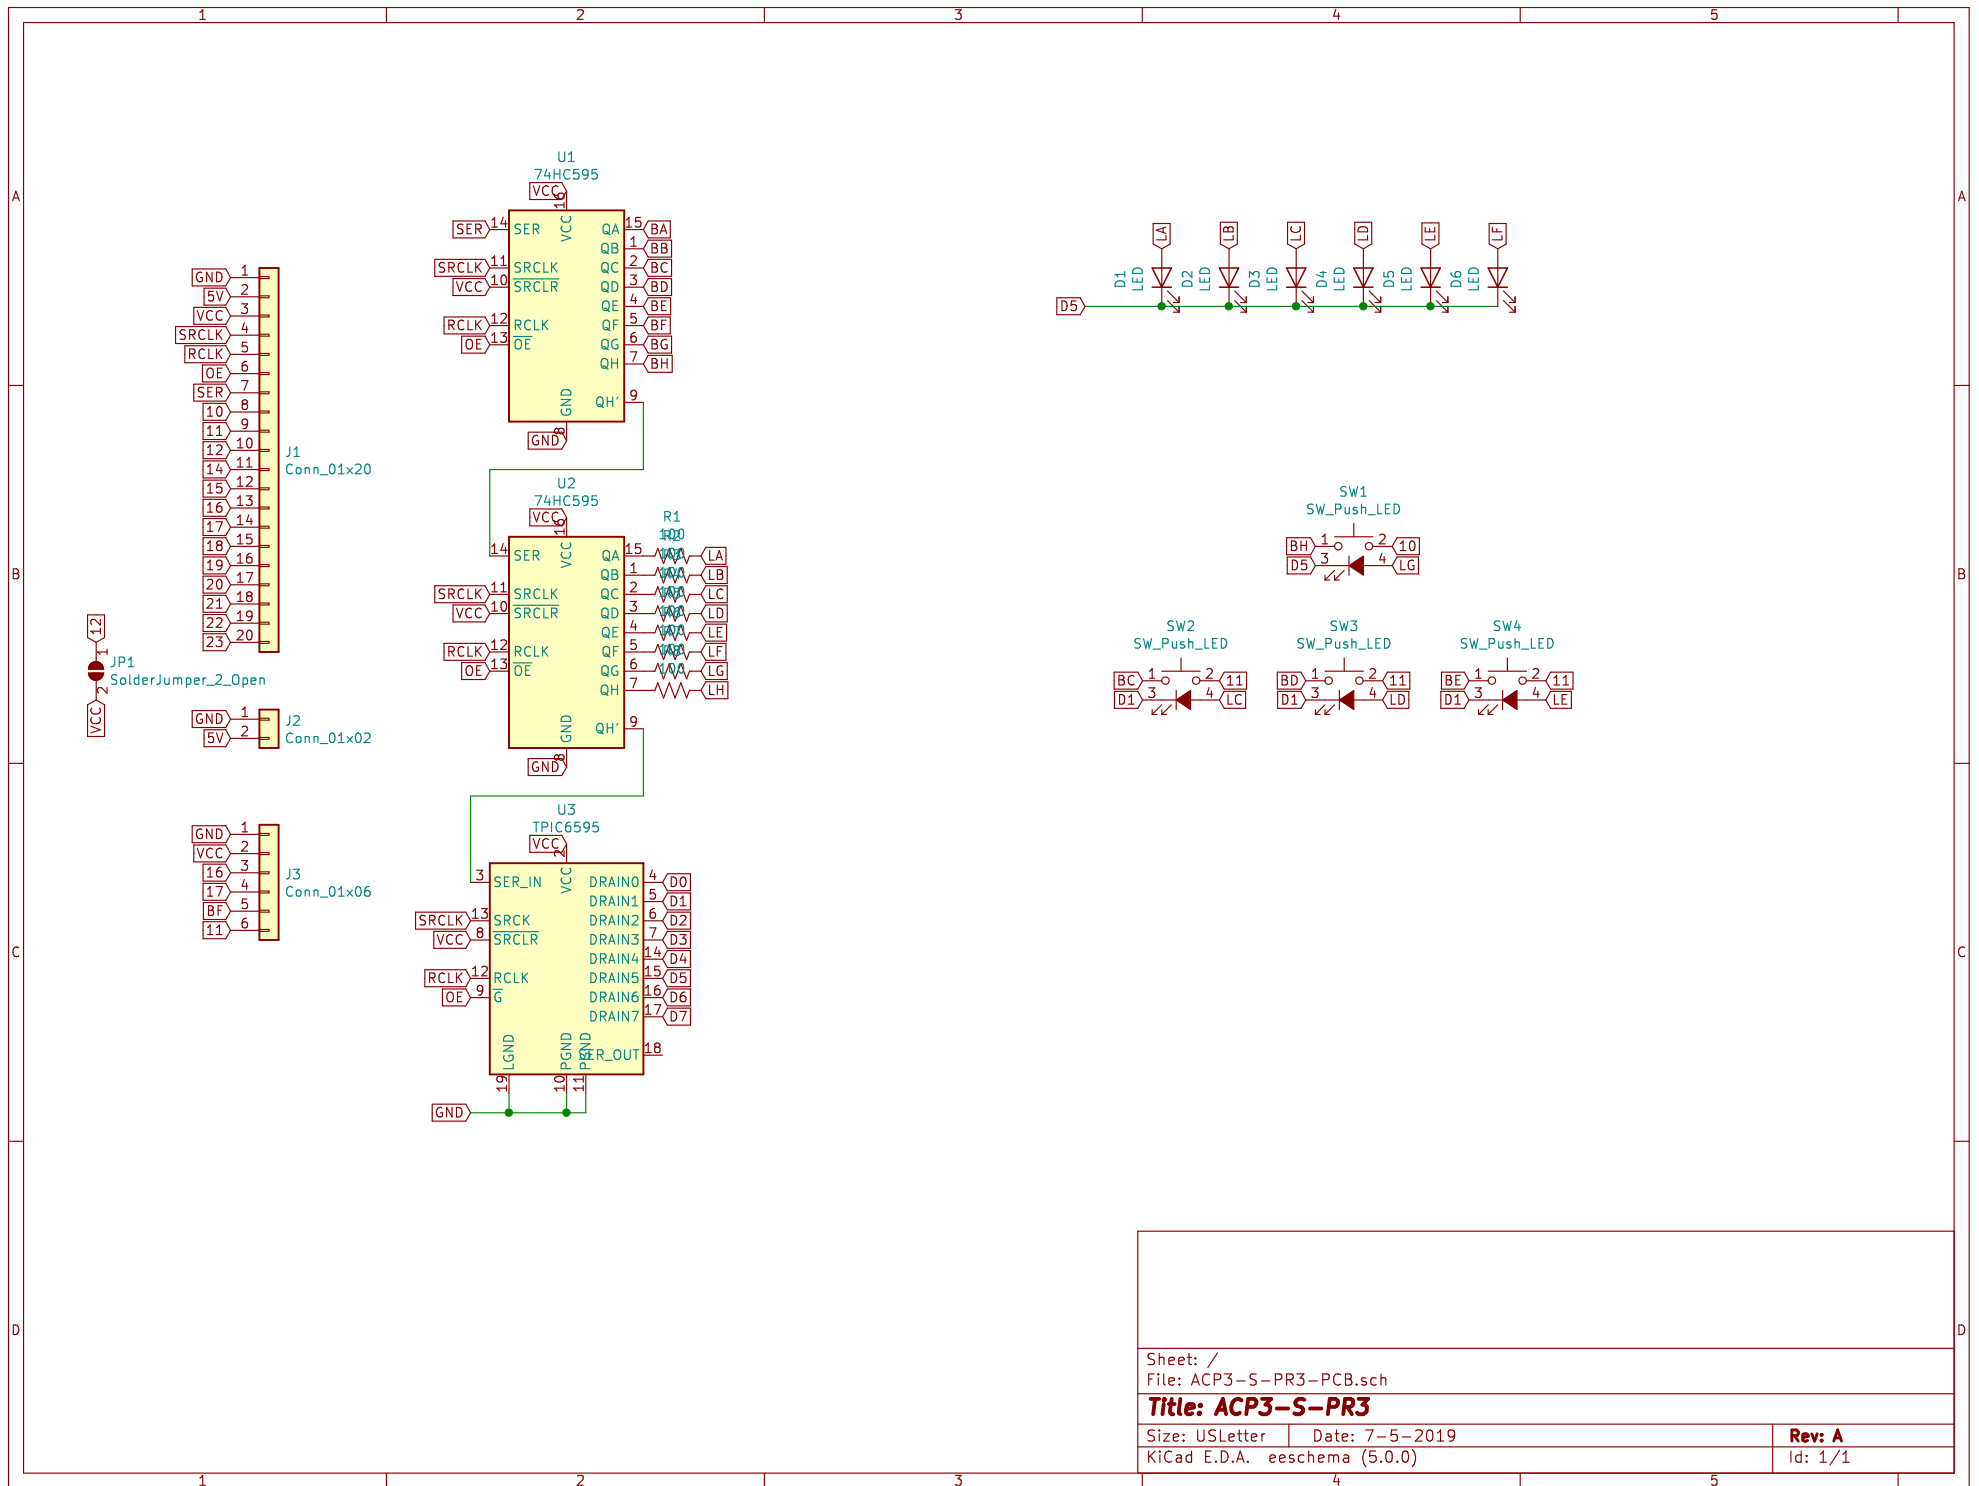 1 2 3 4 5
A A
B B
C C
D D
1 2 3 4 5
GND 1
5V 2
VCC 3
SRCLK 4
RCLK 5
OE 6
SER 7
10 8
11 9
12 10
14 11
15 12
16 13
17 14
18 15
19 16
20 17
21 18
22 19
23 20
J1
Conn_01x20
12
1
JP1
SolderJumper_2_Open
2
VCC
GND 1
5V 2
J2
Conn_01x02
GND 1
VCC 2
16 3
17 4
BF 5
11 6
J3
Conn_01x06
U1
74HC595
VCC
16
VCC
SER 14 SER QA 15 BA
QB 1 BB
SRCLK 11 SRCLK QC 2 BC
VCC 10 SRCLR QD 3 BD
QE 4 BE
RCLK 12 RCLK QF 5 BF
OE 13 OE QG 6 BG
QH 7 BH
GND
QH' 9
GND 8
U2
74HC595
VCC
16
VCC
R1
100
R2
14 SER QA 15 LA
QB 1 LB
SRCLK 11 SRCLK QC 2 LC
VCC 10 SRCLR QD 3 LD
QE 4 LE
RCLK 12 RCLK QF 5 LF
OE 13 OE QG 6 LG
100
QH 7 LH
GND
QH' 9
GND 8
U3
TPIC6595
VCC
2
VCC
3 SER_IN DRAIN0 4 D0
DRAIN1 5 D1
SRCLK 13 SRCK DRAIN2 6 D2
VCC 8 SRCLR DRAIN3 7 D3
DRAIN4 14 D4
RCLK 12 RCLK DRAIN5 15 D5
OE 9 G DRAIN6 16 D6
DRAIN7 17 D7
LGND PGND PGND SER_OUT 18
19 10 11
GND
LA LB LC LD LE LF
D1 LED D2 LED D3 LED D4 LED D5 LED D6 LED
D5
SW1
SW_Push_LED
BH 1 2 10
D5 3 4 LG
SW2
SW_Push_LED
BC 1 2 11
D1 3 4 LC
SW3
SW_Push_LED
BD 1 2 11
D1 3 4 LD
SW4
SW_Push_LED
BE 1 2 11
D1 3 4 LE
Sheet: /
File: ACP3-S-PR3-PCB.sch
Title: ACP3-S-PR3
Size: USLetter Date: 7-5-2019 Rev: A
KiCad E.D.A. eeschema (5.0.0) Id: 1/1